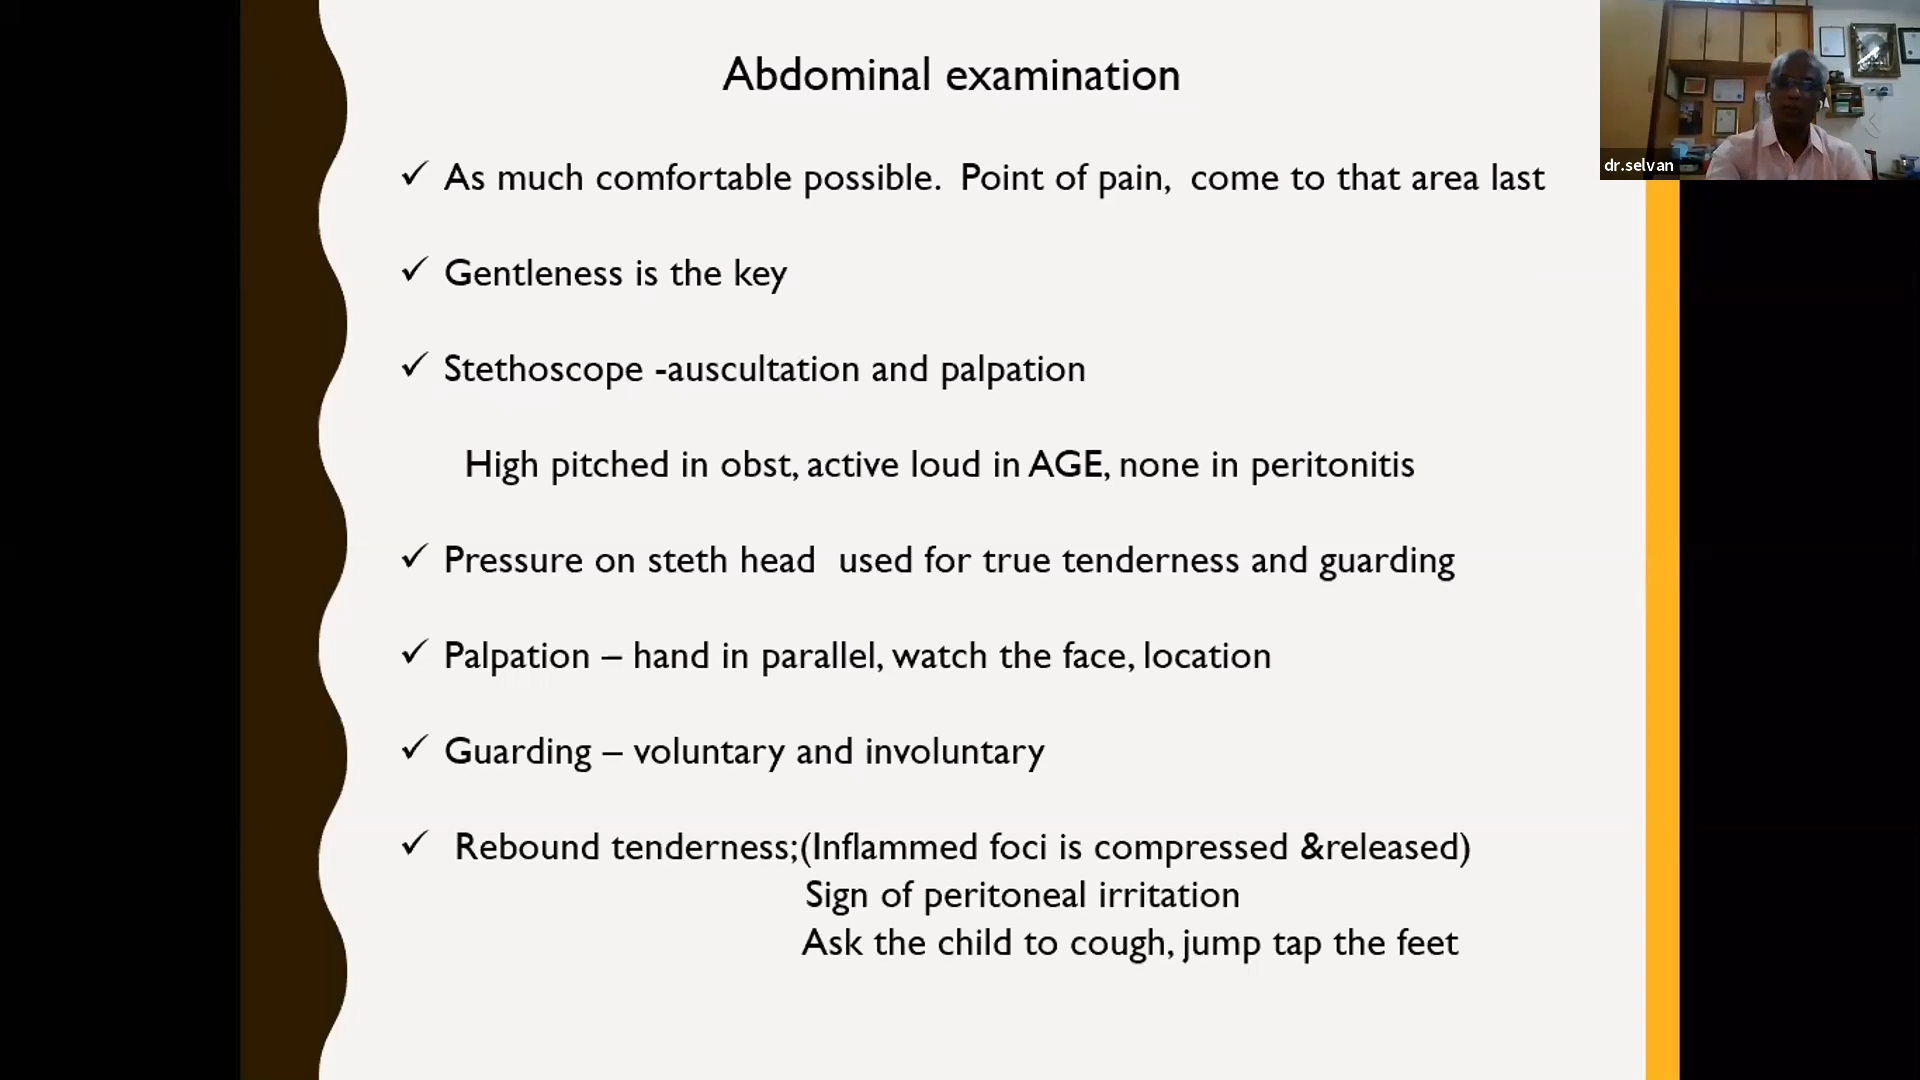 Abdominal examination
✓ As much comfortable possible. Point of pain, come to that area last
✓ Gentleness is the key
✓ Stethoscope -auscultation and palpation
High pitched in obst, active loud in AGE, none in peritonitis
✓ Pressure on steth head used for true tenderness and guarding
✓ Palpation – hand in parallel, watch the face, location
✓ Guarding – voluntary and involuntary
✓ Rebound tenderness;(Inflammed foci is compressed &released)
Sign of peritoneal irritation
Ask the child to cough, jump tap the feet
dr.selvan